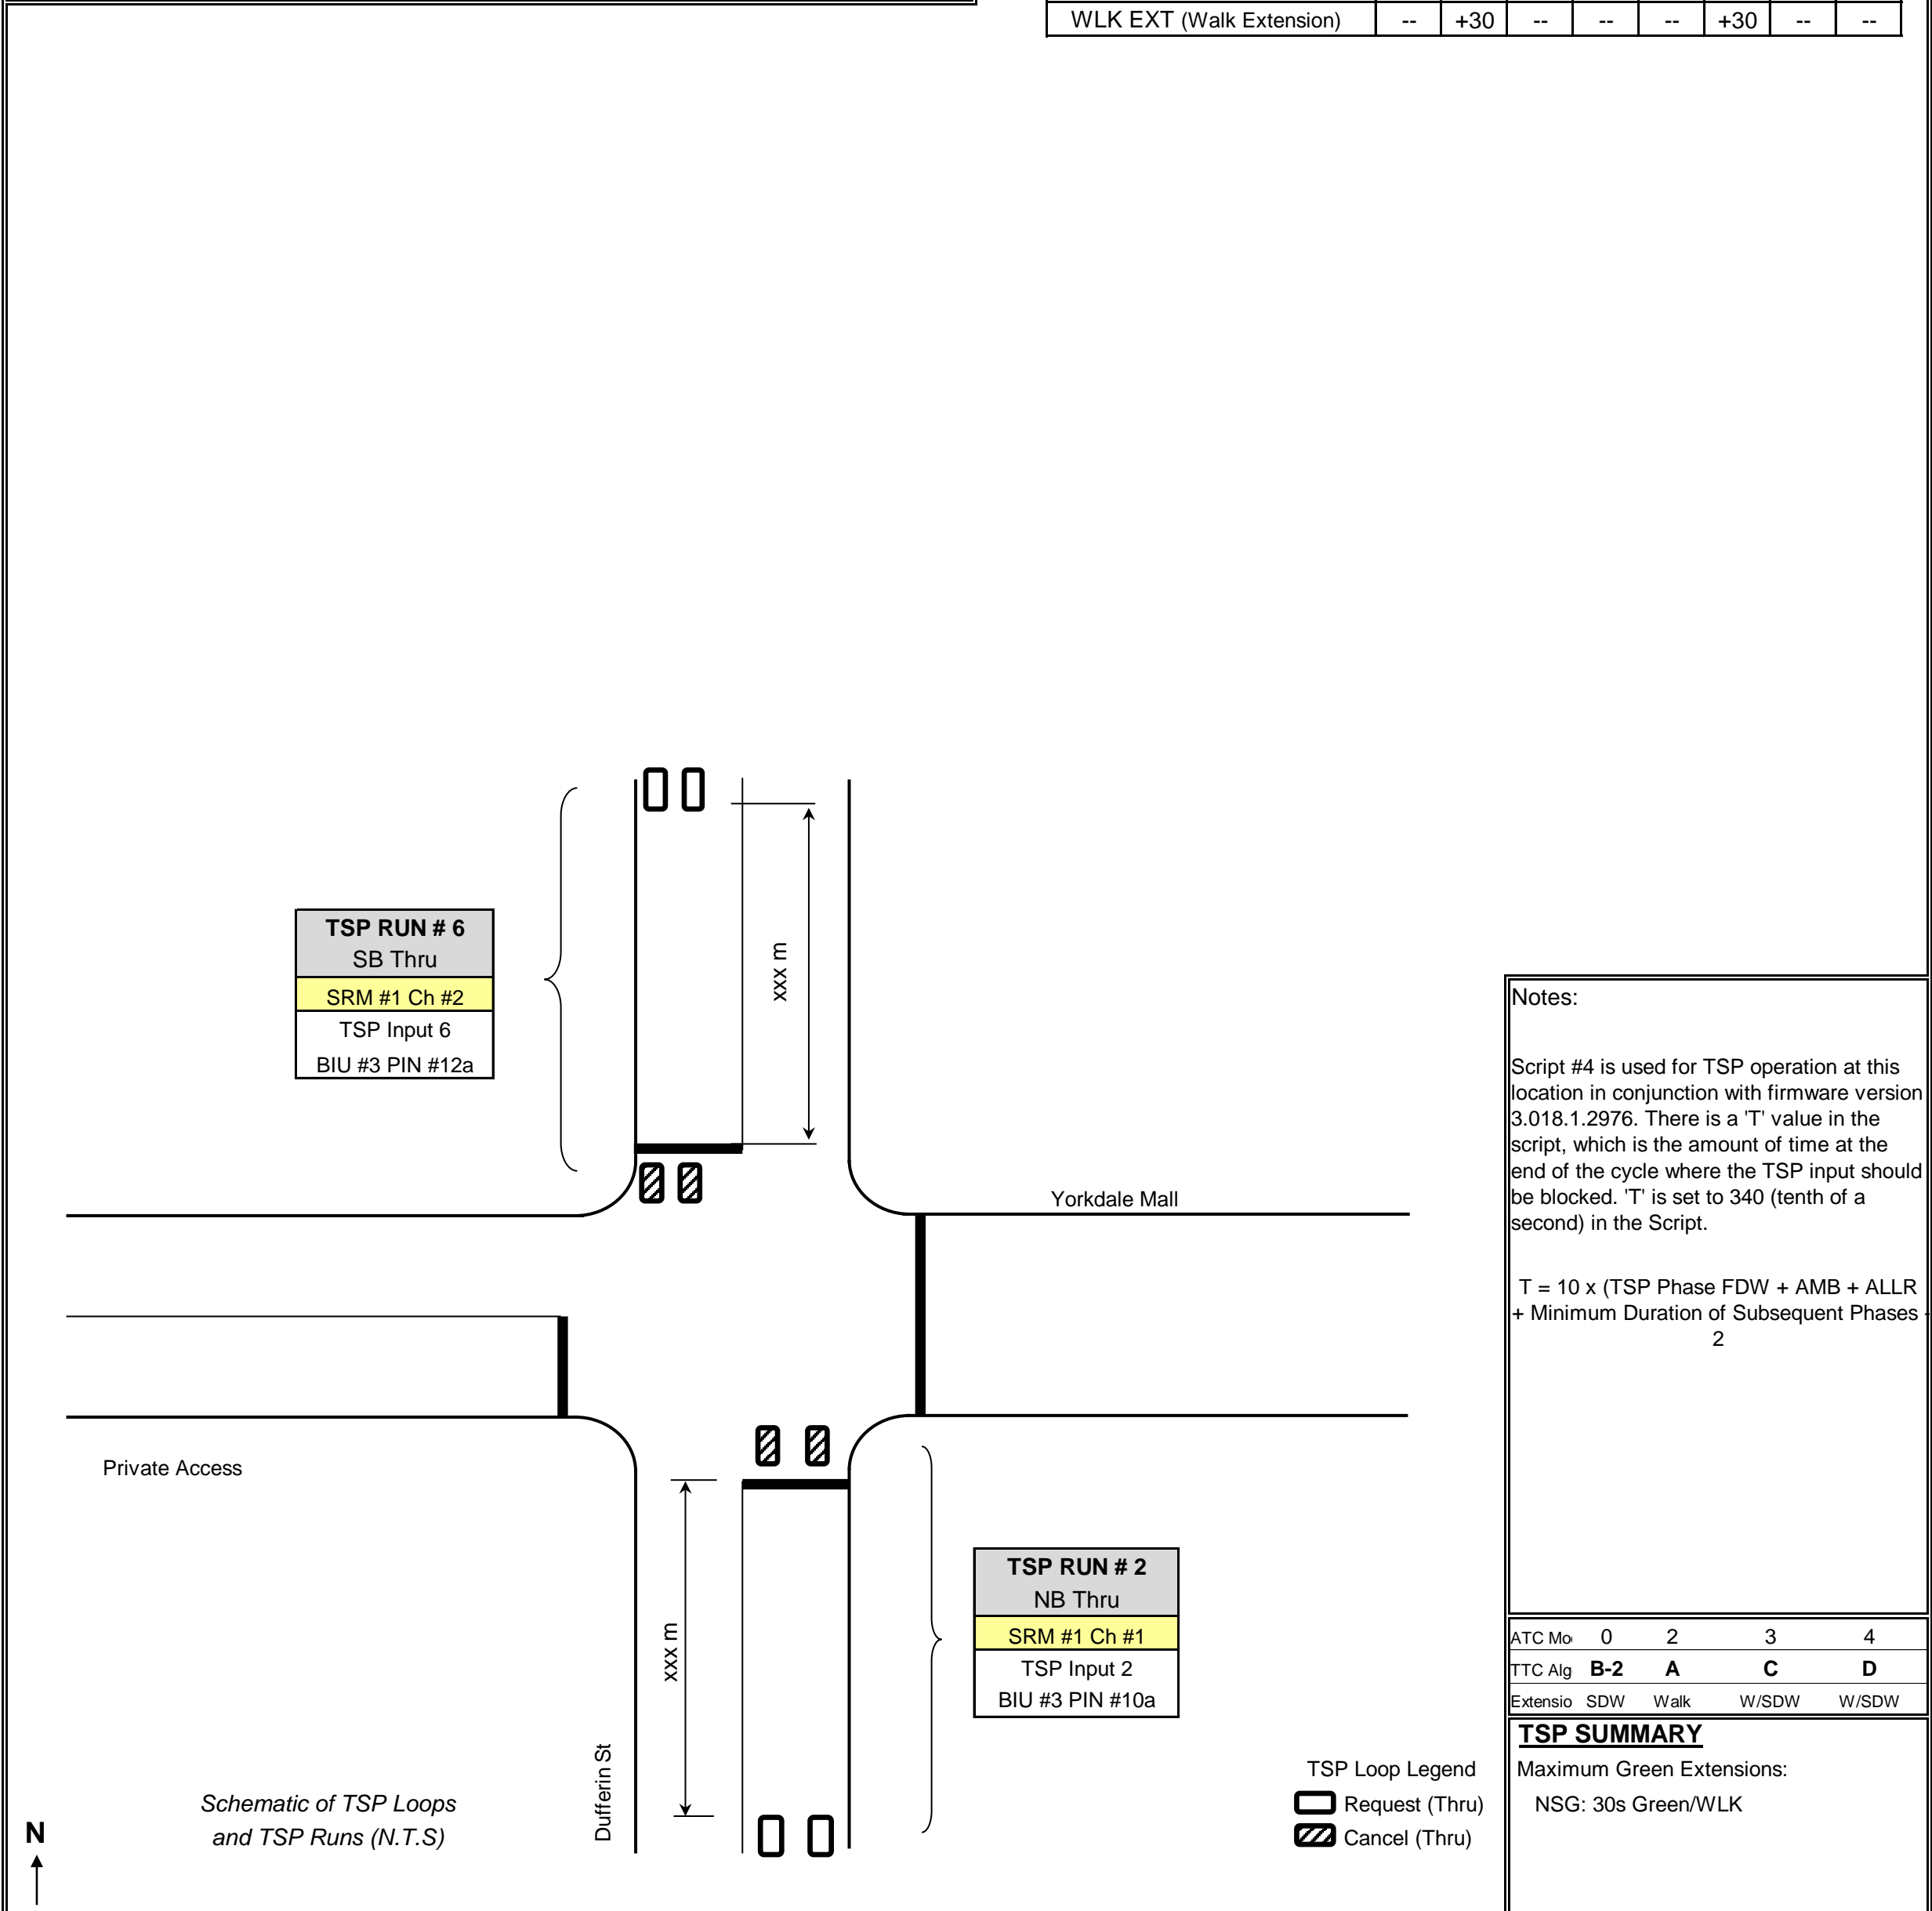 WLK EXT (Walk Extension) -- +30 -- -- -- +30 -- --
TSP RUN # 6
SB Thru
SRM #1 Ch #2
TSP Input 6
BIU #3 PIN #12a
xxx m
Yorkdale Mall
Private Access
xxx m
Dufferin St
TSP RUN # 2
NB Thru
SRM #1 Ch #1
TSP Input 2
BIU #3 PIN #10a
Schematic of TSP Loops
and TSP Runs (N.T.S)
N
TSP Loop Legend
Request (Thru)
Cancel (Thru)
Notes:
Script #4 is used for TSP operation at this
location in conjunction with firmware version
3.018.1.2976. There is a 'T' value in the
script, which is the amount of time at the
end of the cycle where the TSP input should
be blocked. 'T' is set to 340 (tenth of a
second) in the Script.
T = 10 x (TSP Phase FDW + AMB + ALLR
+ Minimum Duration of Subsequent Phases -
2
ATC Mo 0 2 3 4
TTC Alg B-2 A C D
Extensio SDW Walk W/SDW W/SDW
TSP SUMMARY
Maximum Green Extensions:
NSG: 30s Green/WLK